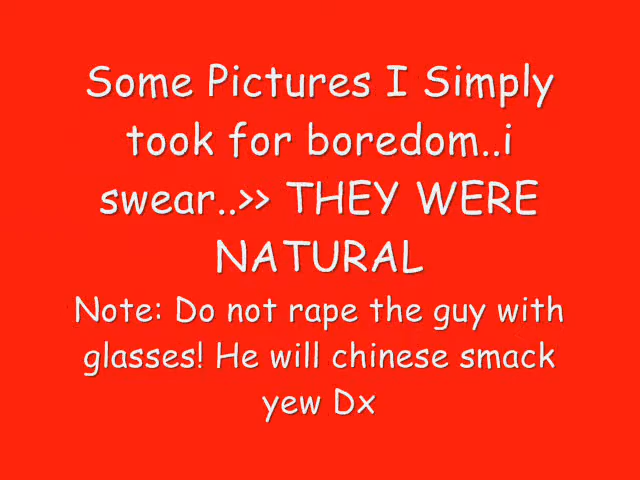 Some Pictures I Simply
took for boredom..i
swear..>> THEY WERE
NATURAL
Note: Do not rape the guy with
glasses! He will chinese smack
yew Dx